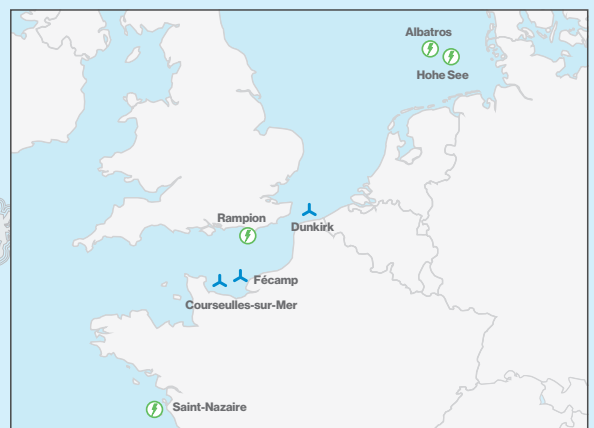 Albatros
Hohe See
Rampion
Dunkirk
Fécamp
Courseulles-sur-Mer
Saint-Nazaire